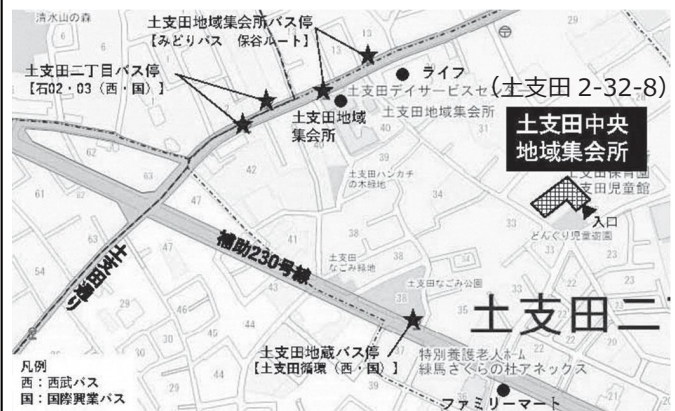 清水山の森
土支田地域集会所バス停
【みどりバス 保谷ルート】
土支田二丁目バス停
【石02・03（西・国）】
ライフ
（土支田 2-32-8）
土支田デイサービスセ
土支田地域集会所
土支田地域
集会所
土支田中央
地域集会所
支田児童館
入口
どんぐり児童遊園
土支田ハンカチ
の木緑地
土支田
なごみ緑地
土支田なごみ公園
補助230号線
土支田通り
土支田二
土支田地蔵バス停
【土支田循環（西・国）】
特別養護老人ホーム
練馬さくらの杜アネックス
ファミリーマート
凡例
西：西武バス
国：国際興業バス